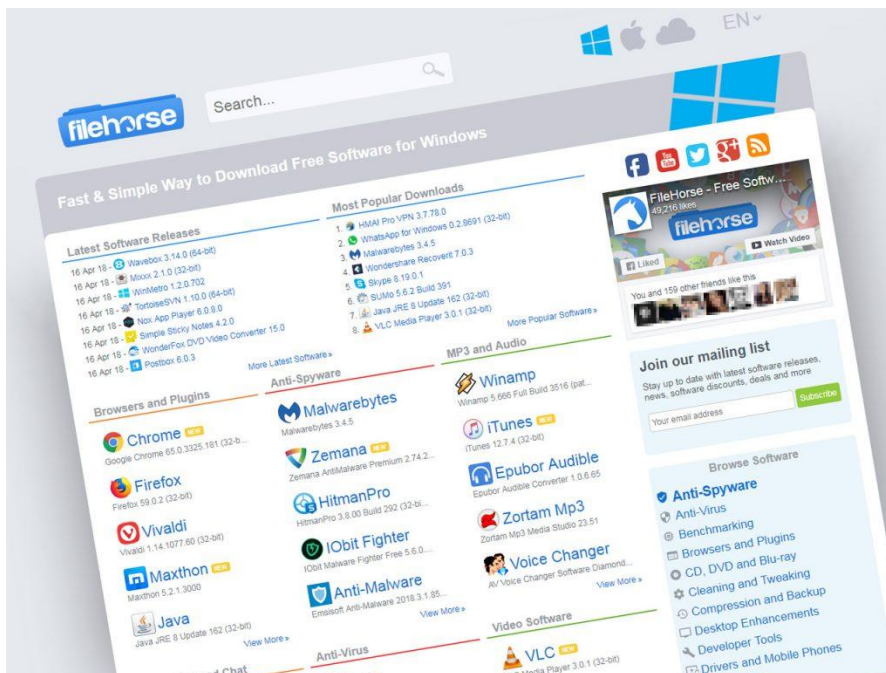 filehorse
Search...
EN
Fast & Simple Way to Download Free Software for Windows
Latest Software Releases
16 Apr 18 - Wavebox 3.14.0 (64-bit)
16 Apr 18 - Mixxx 2.1.0 (32-bit)
16 Apr 18 - WinMetro 1.2.0.702
16 Apr 18 - TortoiseSVN 1.10.0 (64-bit)
16 Apr 18 - Nox App Player 6.0.8.0
16 Apr 18 - Simple Sticky Notes 4.2.0
16 Apr 18 - WonderFox DVD Video Converter 15.0
16 Apr 18 - Postbox 6.0.3
More Latest Software »
Most Popular Downloads
1. HMA! Pro VPN 3.7.78.0
2. WhatsApp for Windows 0.2.8691 (32-bit)
3. Malwarebytes 3.4.5
4. Wondershare Recoverit 7.0.3
5. Skype 8.19.0.1
6. SUMo 5.6.2 Build 391
7. Java JRE 8 Update 162 (32-bit)
8. VLC Media Player 3.0.1 (32-bit)
More Popular Software »
You Tube
FileHorse - Free Softw...
49,216 likes
filehorse
Liked
Watch Video
You and 159 other friends like this
Join our mailing list
Stay up to date with latest software releases,
news, software discounts, deals and more
Your email address
Subscribe
Browsers and Plugins
Chrome NEW
Google Chrome 65.0.3325.181 (32-b...
Firefox
Firefox 59.0.2 (32-bit)
Vivaldi
Vivaldi 1.14.1077.60 (32-bit)
Maxthon NEW
Maxthon 5.2.1.3000
Java
Java JRE 8 Update 162 (32-bit)
View More »
Anti-Spyware
Malwarebytes
Malwarebytes 3.4.5
Zemana NEW
Zemana AntiMalware Premium 2.74.2...
HitmanPro
HitmanPro 3.8.00 Build 292 (32-bi...
IObit Fighter
IObit Malware Fighter Free 5.6.0....
Anti-Malware
Emsisoft Anti-Malware 2018.3.1.85...
View More »
MP3 and Audio
Winamp
Winamp 5.666 Full Build 3516 (pat...
iTunes NEW
iTunes 12.7.4 (32-bit)
Epubor Audible
Epubor Audible Converter 1.0.6.65
Zortam Mp3
Zortam Mp3 Media Studio 23.51
Voice Changer
AV Voice Changer Software Diamond...
View More »
Browse Software
Anti-Spyware
Anti-Virus
Benchmarking
Browsers and Plugins
CD, DVD and Blu-ray
Cleaning and Tweaking
Compression and Backup
Desktop Enhancements
Developer Tools
Drivers and Mobile Phones
Chat
Anti-Virus
Video Software
VLC NEW
Media Player 3.0.1 (32-bit)